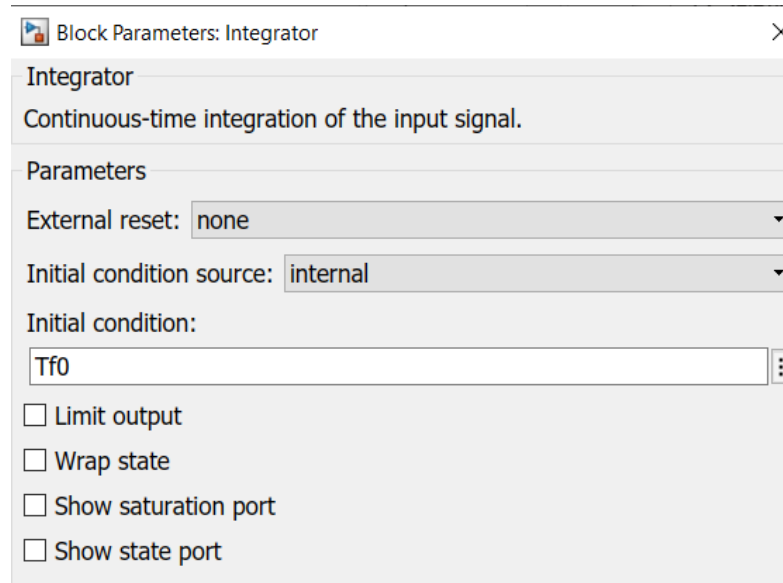 Block Parameters: Integrator
Integrator
Continuous-time integration of the input signal.
Parameters
External reset: none
Initial condition source: internal
Initial condition:
Tf0
Limit output
Wrap state
Show saturation port
Show state port